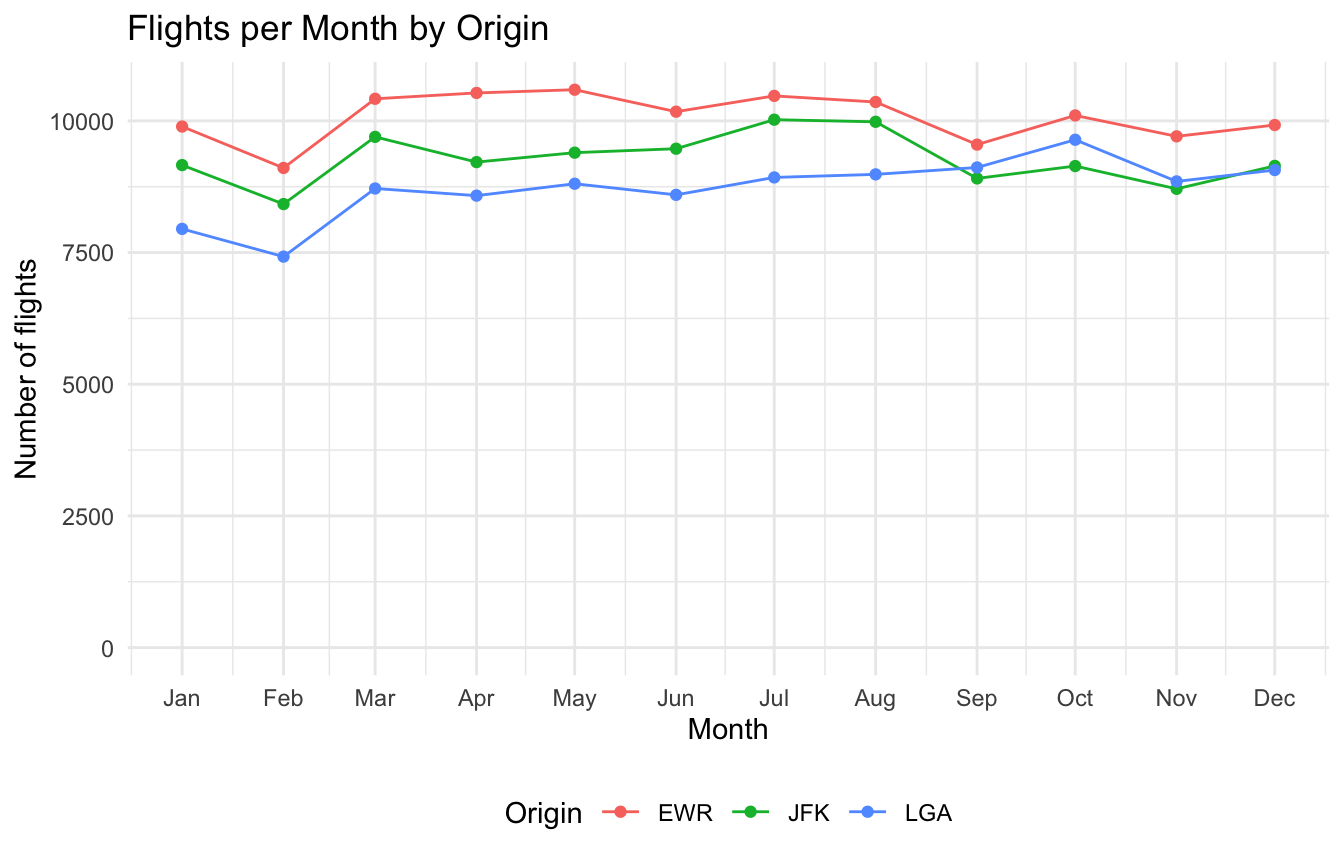 Flights per Month by Origin
Number of flights
10000
7500
5000
2500
0
Jan Feb Mar Apr May Jun Jul Aug Sep Oct Nov Dec
Month
Origin EWR JFK LGA